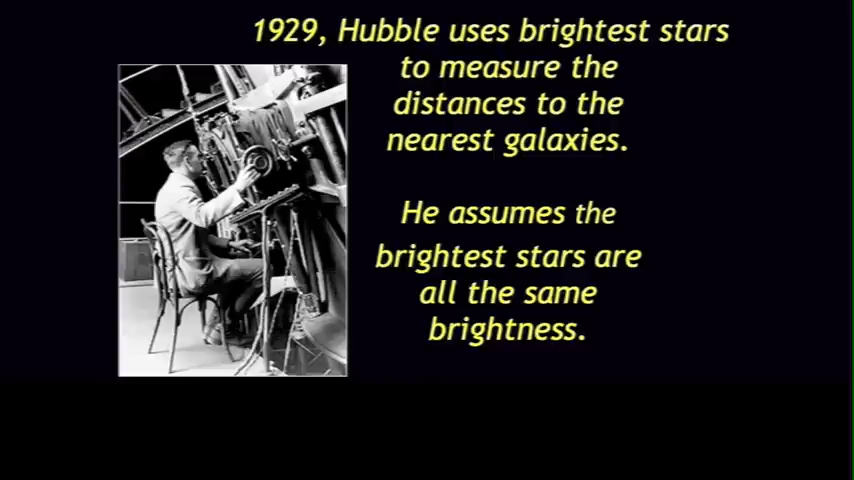 1929, Hubble uses brightest stars
to measure the
distances to the
nearest galaxies.
He assumes the
brightest stars are
all the same
brightness.